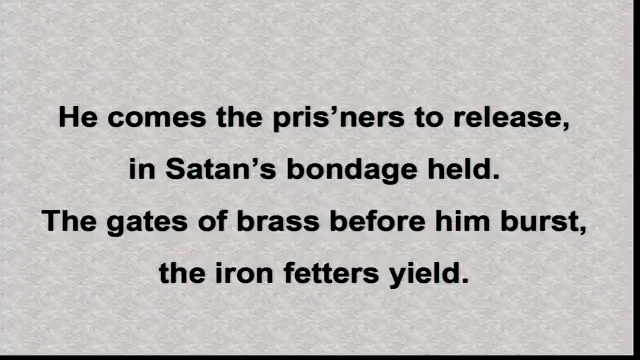 He comes the pris’ners to release,
in Satan’s bondage held.
The gates of brass before him burst,
the iron fetters yield.